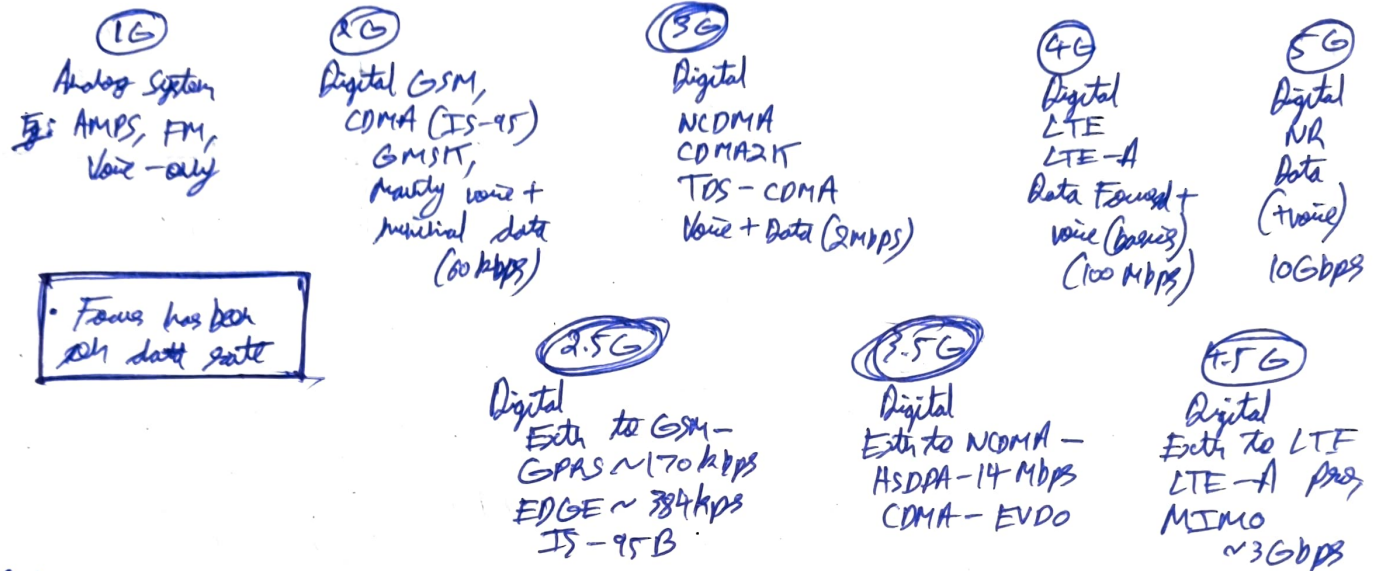 1G
Analog System
Eg: AMPS, FM,
Voice-only
2G
Digital GSM,
CDMA (IS-95)
GMSK,
Mainly voice +
minimal data
(60 kbps)
3G
Digital
WCDMA
CDMA2K
TDS-CDMA
Voice + Data (2Mbps)
4G
Digital
LTE
LTE-A
Data Focused +
voice (basics)
(100 Mbps)
5G
Digital
NR
Data
(+voice)
10Gbps
• Focus has been
on data rate
2.5G
Digital
Extn to GSM-
GPRS ~170 kbps
EDGE ~ 384kps
IS-95B
3.5G
Digital
Extn to WCDMA -
HSDPA-14 Mbps
CDMA-EVDO
4.5G
Digital
Extn to LTE
LTE-A Pro,
MIMO
~3Gbps